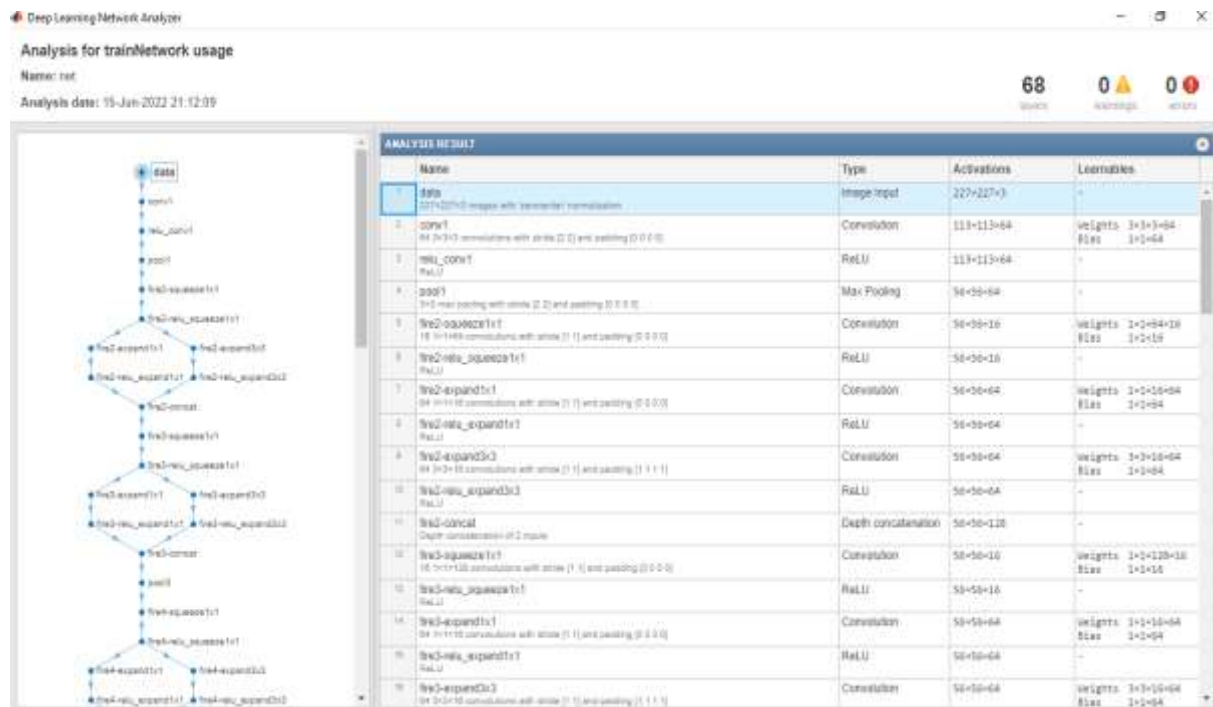 Deep Learning Network Analyzer
Analysis for trainNetwork usage
Name: net
Analysis date: 15-Jun-2022 21:12:09
68
0
0
layers
warnings
errors
data
conv1
relu_conv1
pool1
fire2-squeeze1x1
fire2-relu_squeeze1x1
fire2-expand1x1
fire2-expand3x3
fire2-relu_expand1x1
fire2-relu_expand3x3
fire2-concat
fire3-squeeze1x1
fire3-relu_squeeze1x1
fire3-expand1x1
fire3-expand3x3
fire3-relu_expand1x1
fire3-relu_expand3x3
fire3-concat
pool3
fire4-squeeze1x1
fire4-relu_squeeze1x1
fire4-expand1x1
fire4-expand3x3
fire4-relu_expand1x1
fire4-relu_expand3x3
ANALYSIS RESULT
Name Type Activations Learnables
1 data Image Input 227×227×3 -
227×227×3 images with 'zerocenter' normalization
2 conv1 Convolution 113×113×64 Weights 3×3×3×64
64 3×3×3 convolutions with stride [2 2] and padding [0 0 0 0] Bias 1×1×64
3 relu_conv1 ReLU 113×113×64 -
ReLU
4 pool1 Max Pooling 56×56×64 -
3×3 max pooling with stride [2 2] and padding [0 0 0 0]
5 fire2-squeeze1x1 Convolution 56×56×16 Weights 1×1×64×16
16 1×1×64 convolutions with stride [1 1] and padding [0 0 0 0] Bias 1×1×16
6 fire2-relu_squeeze1x1 ReLU 56×56×16 -
ReLU
7 fire2-expand1x1 Convolution 56×56×64 Weights 1×1×16×64
64 1×1×16 convolutions with stride [1 1] and padding [0 0 0 0] Bias 1×1×64
8 fire2-relu_expand1x1 ReLU 56×56×64 -
ReLU
9 fire2-expand3x3 Convolution 56×56×64 Weights 3×3×16×64
64 3×3×16 convolutions with stride [1 1] and padding [1 1 1 1] Bias 1×1×64
10 fire2-relu_expand3x3 ReLU 56×56×64 -
ReLU
11 fire2-concat Depth concatenation 56×56×128 -
Depth concatenation of 2 inputs
12 fire3-squeeze1x1 Convolution 56×56×16 Weights 1×1×128×16
16 1×1×128 convolutions with stride [1 1] and padding [0 0 0 0] Bias 1×1×16
13 fire3-relu_squeeze1x1 ReLU 56×56×16 -
ReLU
14 fire3-expand1x1 Convolution 56×56×64 Weights 1×1×16×64
64 1×1×16 convolutions with stride [1 1] and padding [0 0 0 0] Bias 1×1×64
15 fire3-relu_expand1x1 ReLU 56×56×64 -
ReLU
16 fire3-expand3x3 Convolution 56×56×64 Weights 3×3×16×64
64 3×3×16 convolutions with stride [1 1] and padding [1 1 1 1] Bias 1×1×64